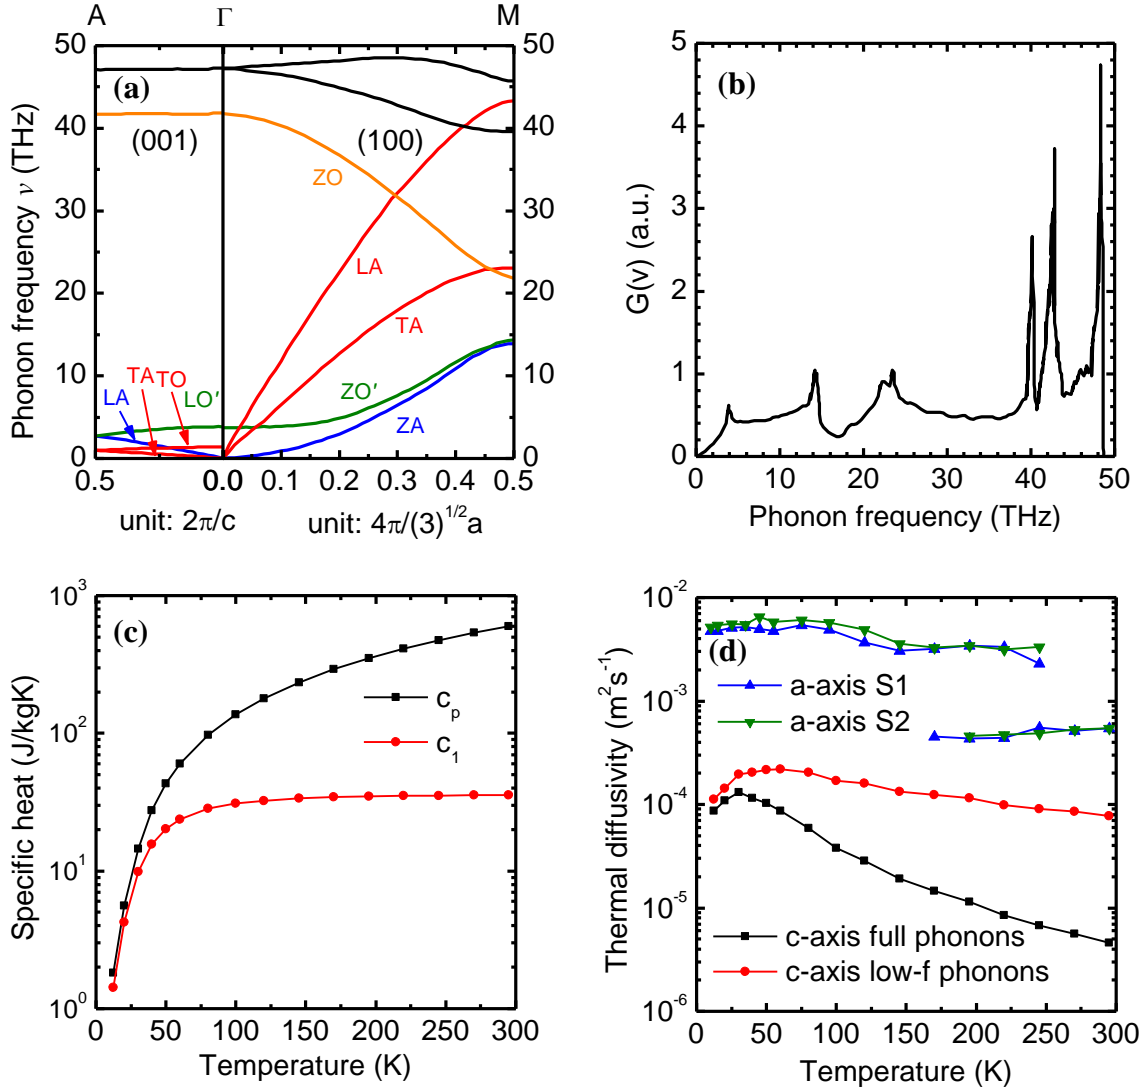 A Γ M
50 50
(a)
40 40
(001) (100)
ZO
30 30
LA
20 20
TA
10 10
TA TO
LA LO′ ZO′
ZA
0 0
0.5 0.0 0.0 0.1 0.2 0.3 0.4 0.5
unit: 2π/c unit: 4π/(3)^1/2a
Phonon frequency ν (THz)
(b)
5
4
3
2
1
0
0 10 20 30 40 50
Phonon frequency (THz)
G(v) (a.u.)
(c)
10^3
10^2
10^1
10^0
c_p
c_1
0 50 100 150 200 250 300
Temperature (K)
Specific heat (J/kgK)
10^-2
(d)
a-axis S1
10^-3
a-axis S2
10^-4
10^-5
c-axis full phonons
c-axis low-f phonons
10^-6
0 50 100 150 200 250 300
Temperature (K)
Thermal diffusivity (m^2s^-1)